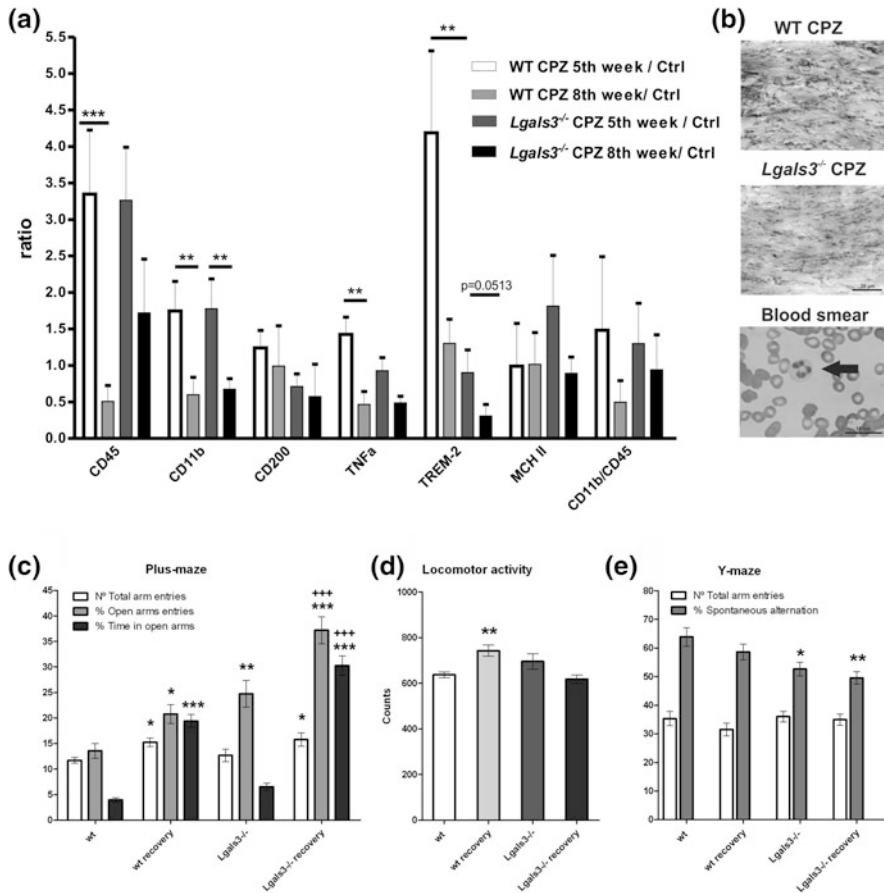 (a)
5.5
5.0
4.5
4.0
3.5
3.0
2.5
2.0
1.5
1.0
0.5
0.0
ratio
***
**
**
**
**
p=0.0513
WT CPZ 5th week / Ctrl
WT CPZ 8th week/ Ctrl
Lgals3-/- CPZ 5th week / Ctrl
Lgals3-/- CPZ 8th week/ Ctrl
CD45
CD11b
CD200
TNFa
TREM-2
MCH II
CD11b/CD45
(b)
WT CPZ
Lgals3-/- CPZ
Blood smear
(c)
Plus-maze
Nº Total arm entries
% Open arms entries
% Time in open arms
45
40
35
30
25
20
15
10
5
0
*
*
***
**
*
+++
***
+++
***
wt
wt recovery
Lgals3-/-
Lgals3-/- recovery
(d)
Locomotor activity
1000
800
600
400
200
0
Counts
**
wt
wt recovery
Lgals3-/-
Lgals3-/- recovery
(e)
Y-maze
Nº Total arm entries
% Spontaneous alternation
80
70
60
50
40
30
20
10
0
*
**
wt
wt recovery
Lgals3-/-
Lgals3-/- recovery